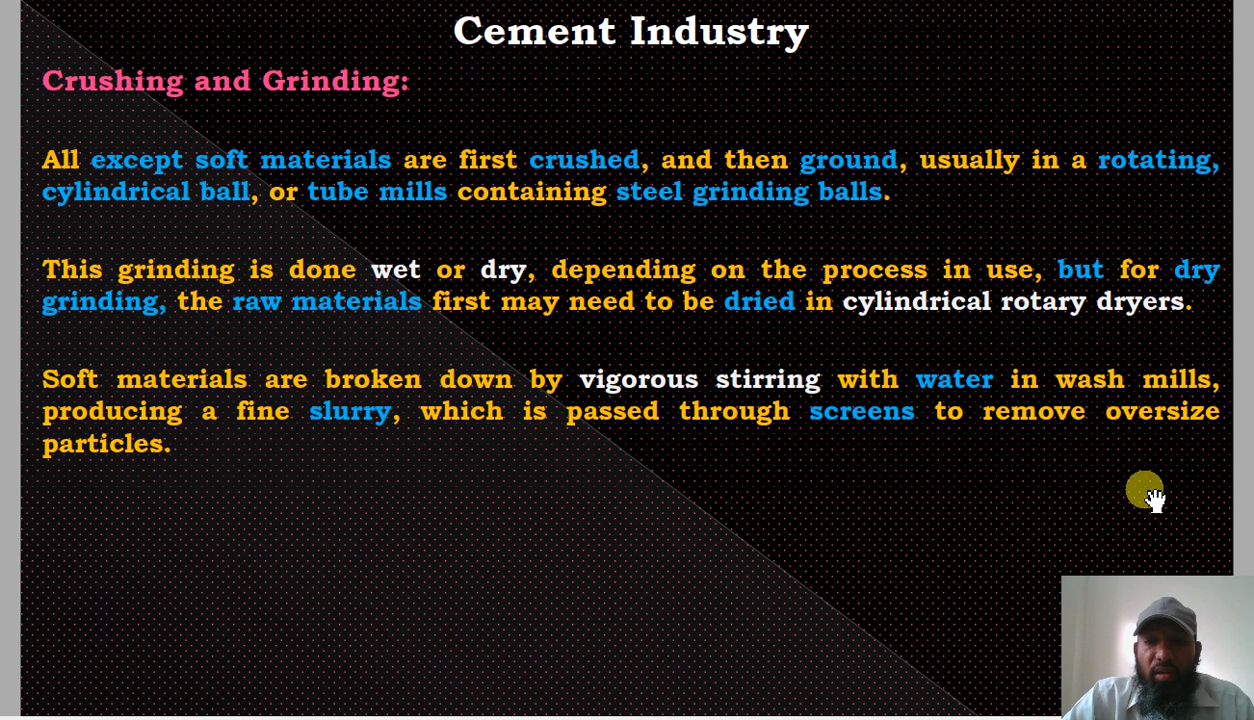 Cement Industry
Crushing and Grinding:
All except soft materials are first crushed, and then ground, usually in a rotating,
cylindrical ball, or tube mills containing steel grinding balls.
This grinding is done wet or dry, depending on the process in use, but for dry
grinding, the raw materials first may need to be dried in cylindrical rotary dryers.
Soft materials are broken down by vigorous stirring with water in wash mills,
producing a fine slurry, which is passed through screens to remove oversize
particles.